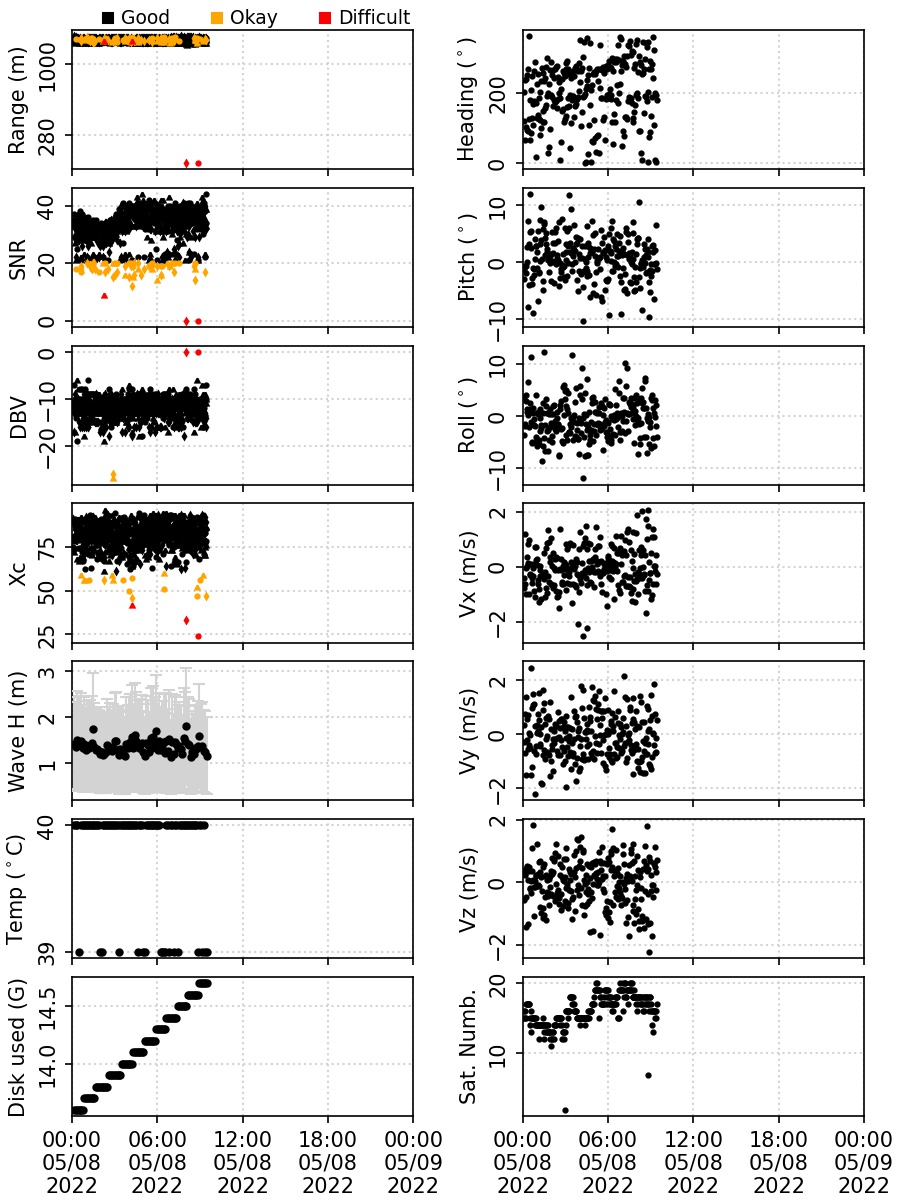 Good Okay Difficult
Range (m)
1000
280
Heading (°)
200
0
SNR
40
20
0
Pitch (°)
10
0
−10
DBV
0
−10
−20
Roll (°)
10
0
−10
Xc
75
50
25
Vx (m/s)
2
0
−2
Wave H (m)
3
2
1
Vy (m/s)
2
0
−2
Temp (°C)
40
39
Vz (m/s)
2
0
−2
Disk used (G)
14.5
14.0
Sat. Numb.
20
10
00:00 06:00 12:00 18:00 00:00
05/08 05/08 05/08 05/08 05/09
2022 2022 2022 2022 2022
00:00 06:00 12:00 18:00 00:00
05/08 05/08 05/08 05/08 05/09
2022 2022 2022 2022 2022